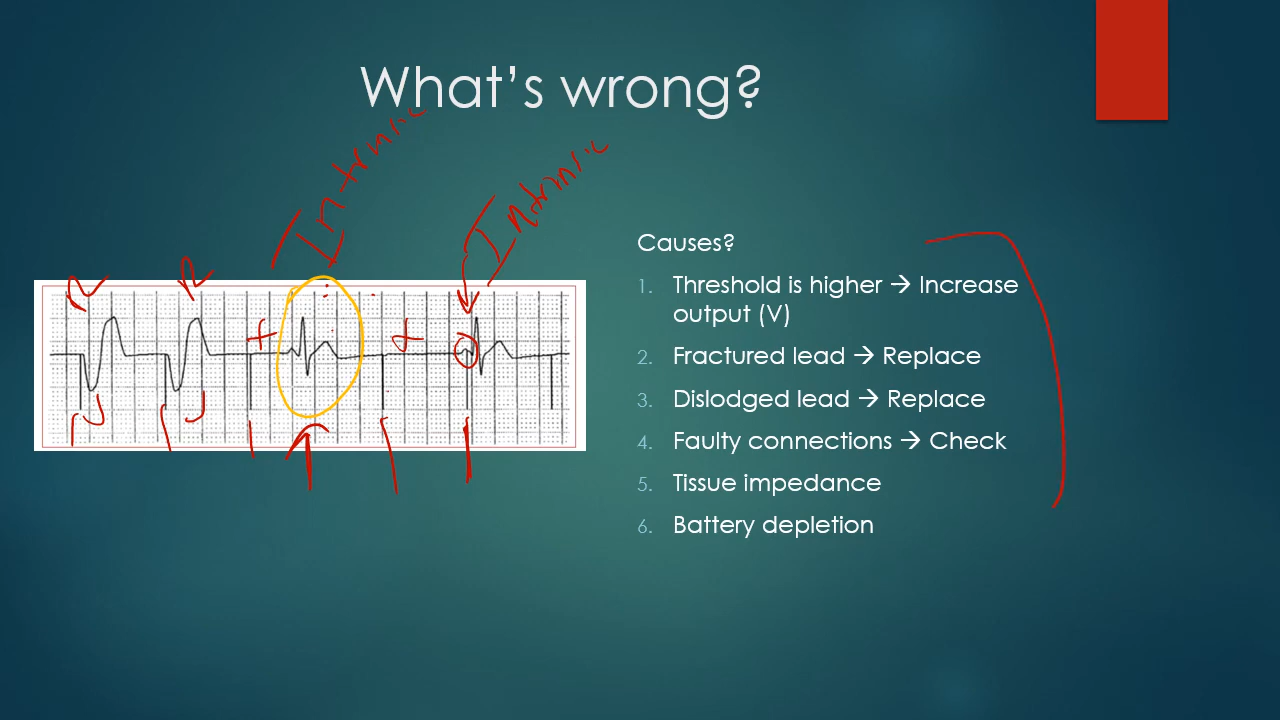 What’s wrong?
Intrinsic
Intrinsic
R
R
Causes?
1. Threshold is higher → Increase
output (V)
2. Fractured lead → Replace
3. Dislodged lead → Replace
4. Faulty connections → Check
5. Tissue impedance
6. Battery depletion